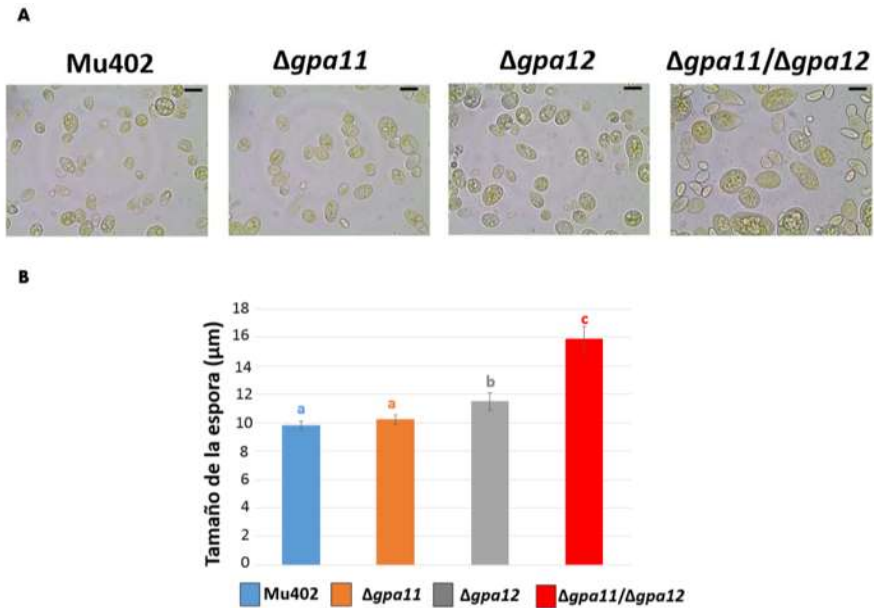 A
Mu402 Δgpa11 Δgpa12 Δgpa11/Δgpa12
B
Tamaño de la espora (µm)
18
16
14
12
10
8
6
4
2
0
a a b c
Mu402 Δgpa11 Δgpa12 Δgpa11/Δgpa12